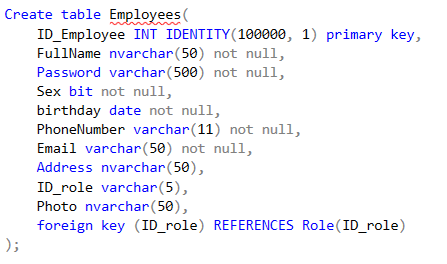 Create table Employees(
ID_Employee INT IDENTITY(100000, 1) primary key,
FullName nvarchar(50) not null,
Password varchar(500) not null,
Sex bit not null,
birthday date not null,
PhoneNumber varchar(11) not null,
Email varchar(50) not null,
Address nvarchar(50),
ID_role varchar(5),
Photo nvarchar(50),
foreign key (ID_role) REFERENCES Role(ID_role)
);